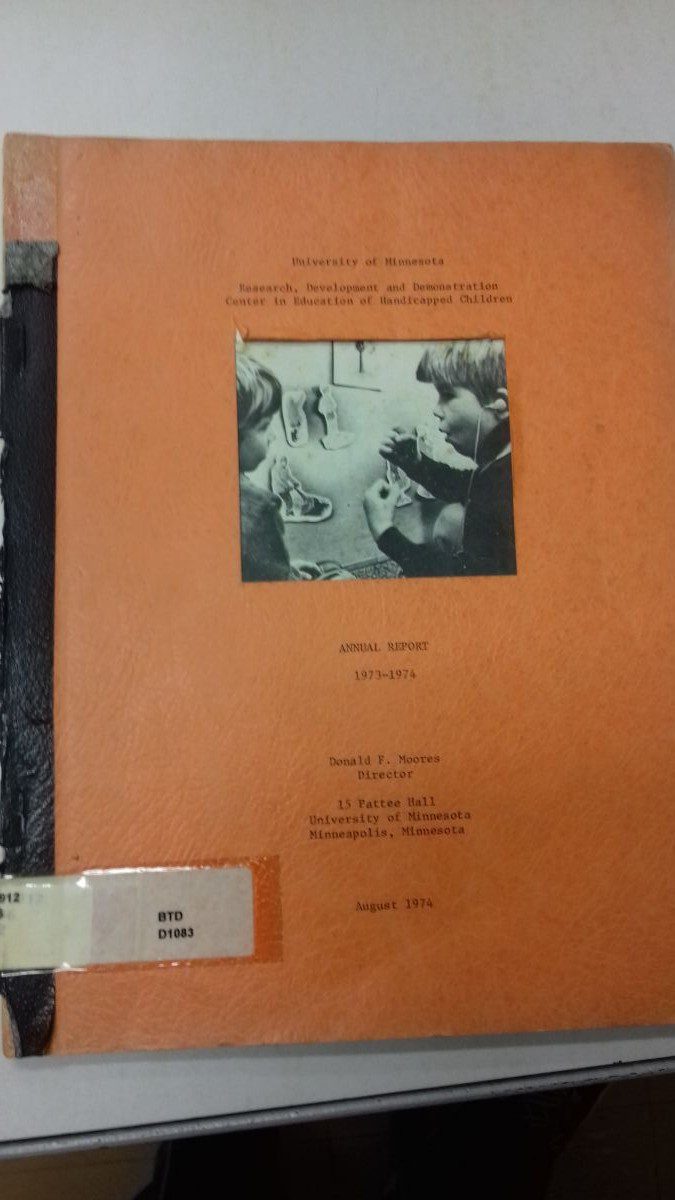 University of Minnesota
Research, Development and Demonstration
Center in Education of Handicapped Children
ANNUAL REPORT
1973-1974
Donald F. Moores
Director
15 Pattee Hall
University of Minnesota
Minneapolis, Minnesota
August 1974
912
BTD
D1083